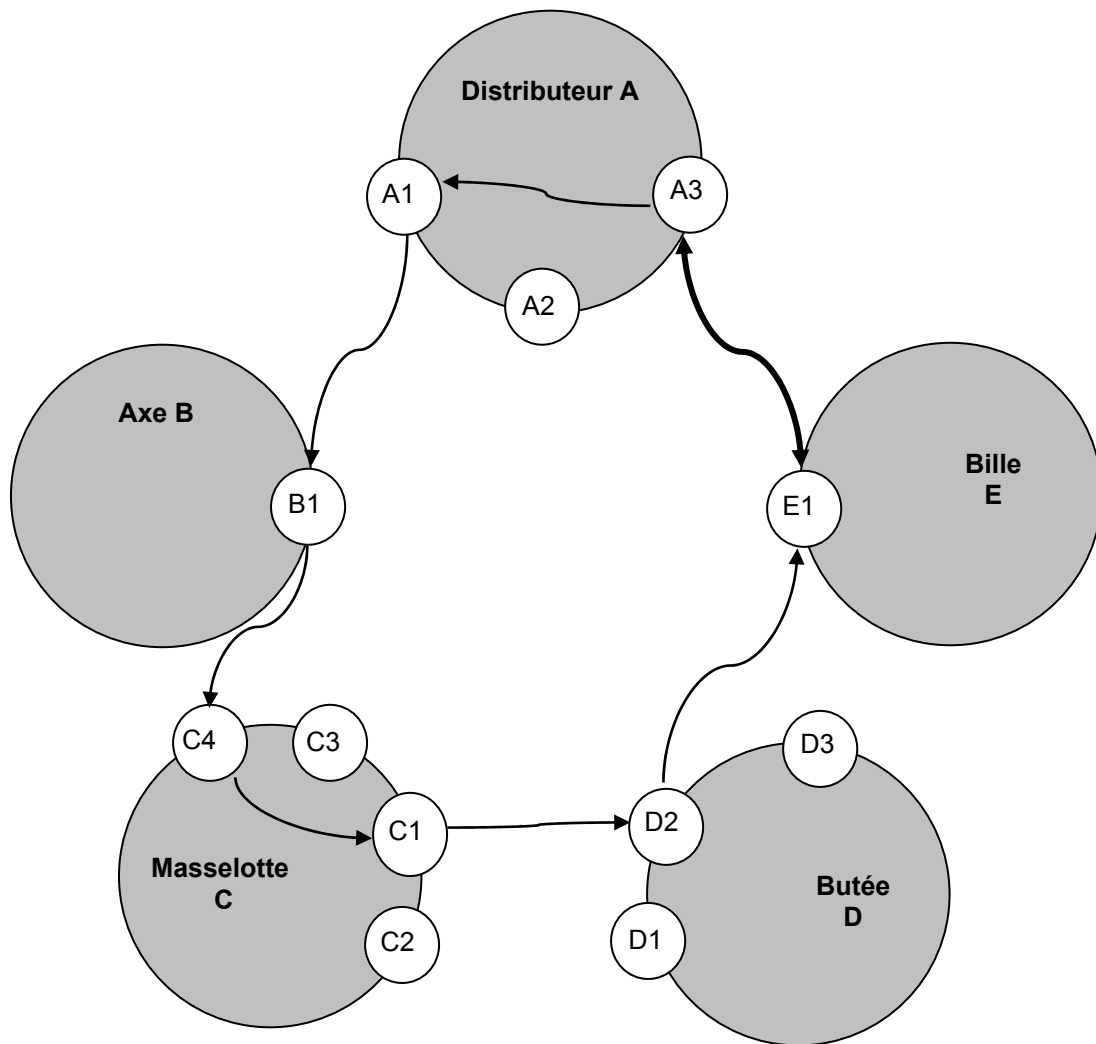 Distributeur A
A1
A3
A2
Axe B
Bille
E
B1
E1
C4
C3
D3
C1
D2
Masselotte
C
Butée
D
C2
D1